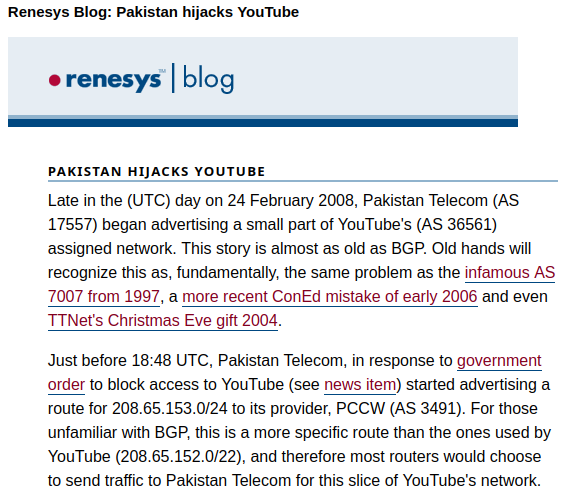 Renesys Blog: Pakistan hijacks YouTube
renesys™ | blog
PAKISTAN HIJACKS YOUTUBE
Late in the (UTC) day on 24 February 2008, Pakistan Telecom (AS
17557) began advertising a small part of YouTube's (AS 36561)
assigned network. This story is almost as old as BGP. Old hands will
recognize this as, fundamentally, the same problem as the infamous AS
7007 from 1997, a more recent ConEd mistake of early 2006 and even
TTNet's Christmas Eve gift 2004.
Just before 18:48 UTC, Pakistan Telecom, in response to government
order to block access to YouTube (see news item) started advertising a
route for 208.65.153.0/24 to its provider, PCCW (AS 3491). For those
unfamiliar with BGP, this is a more specific route than the ones used by
YouTube (208.65.152.0/22), and therefore most routers would choose
to send traffic to Pakistan Telecom for this slice of YouTube's network.